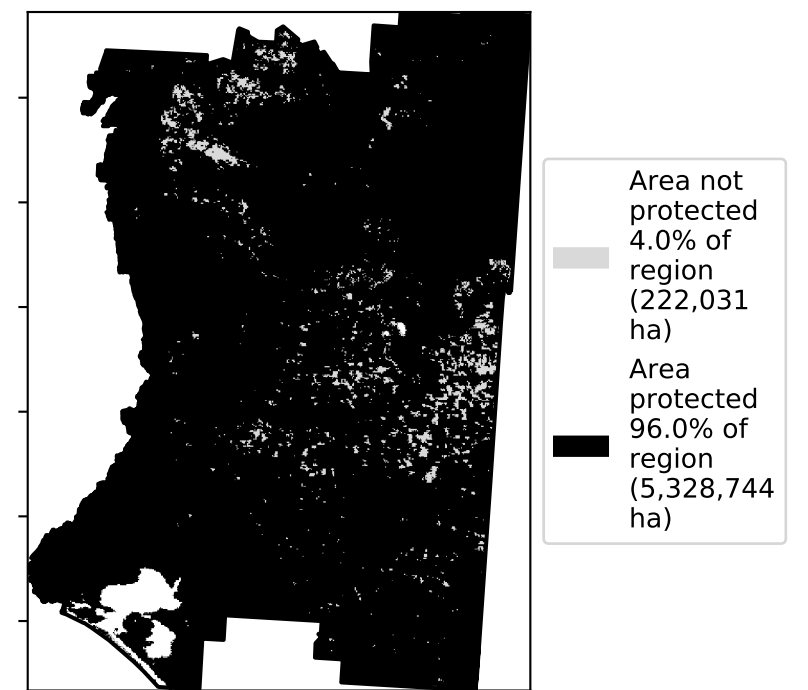 Area not
protected
4.0% of
region
(222,031
ha)
Area
protected
96.0% of
region
(5,328,744
ha)